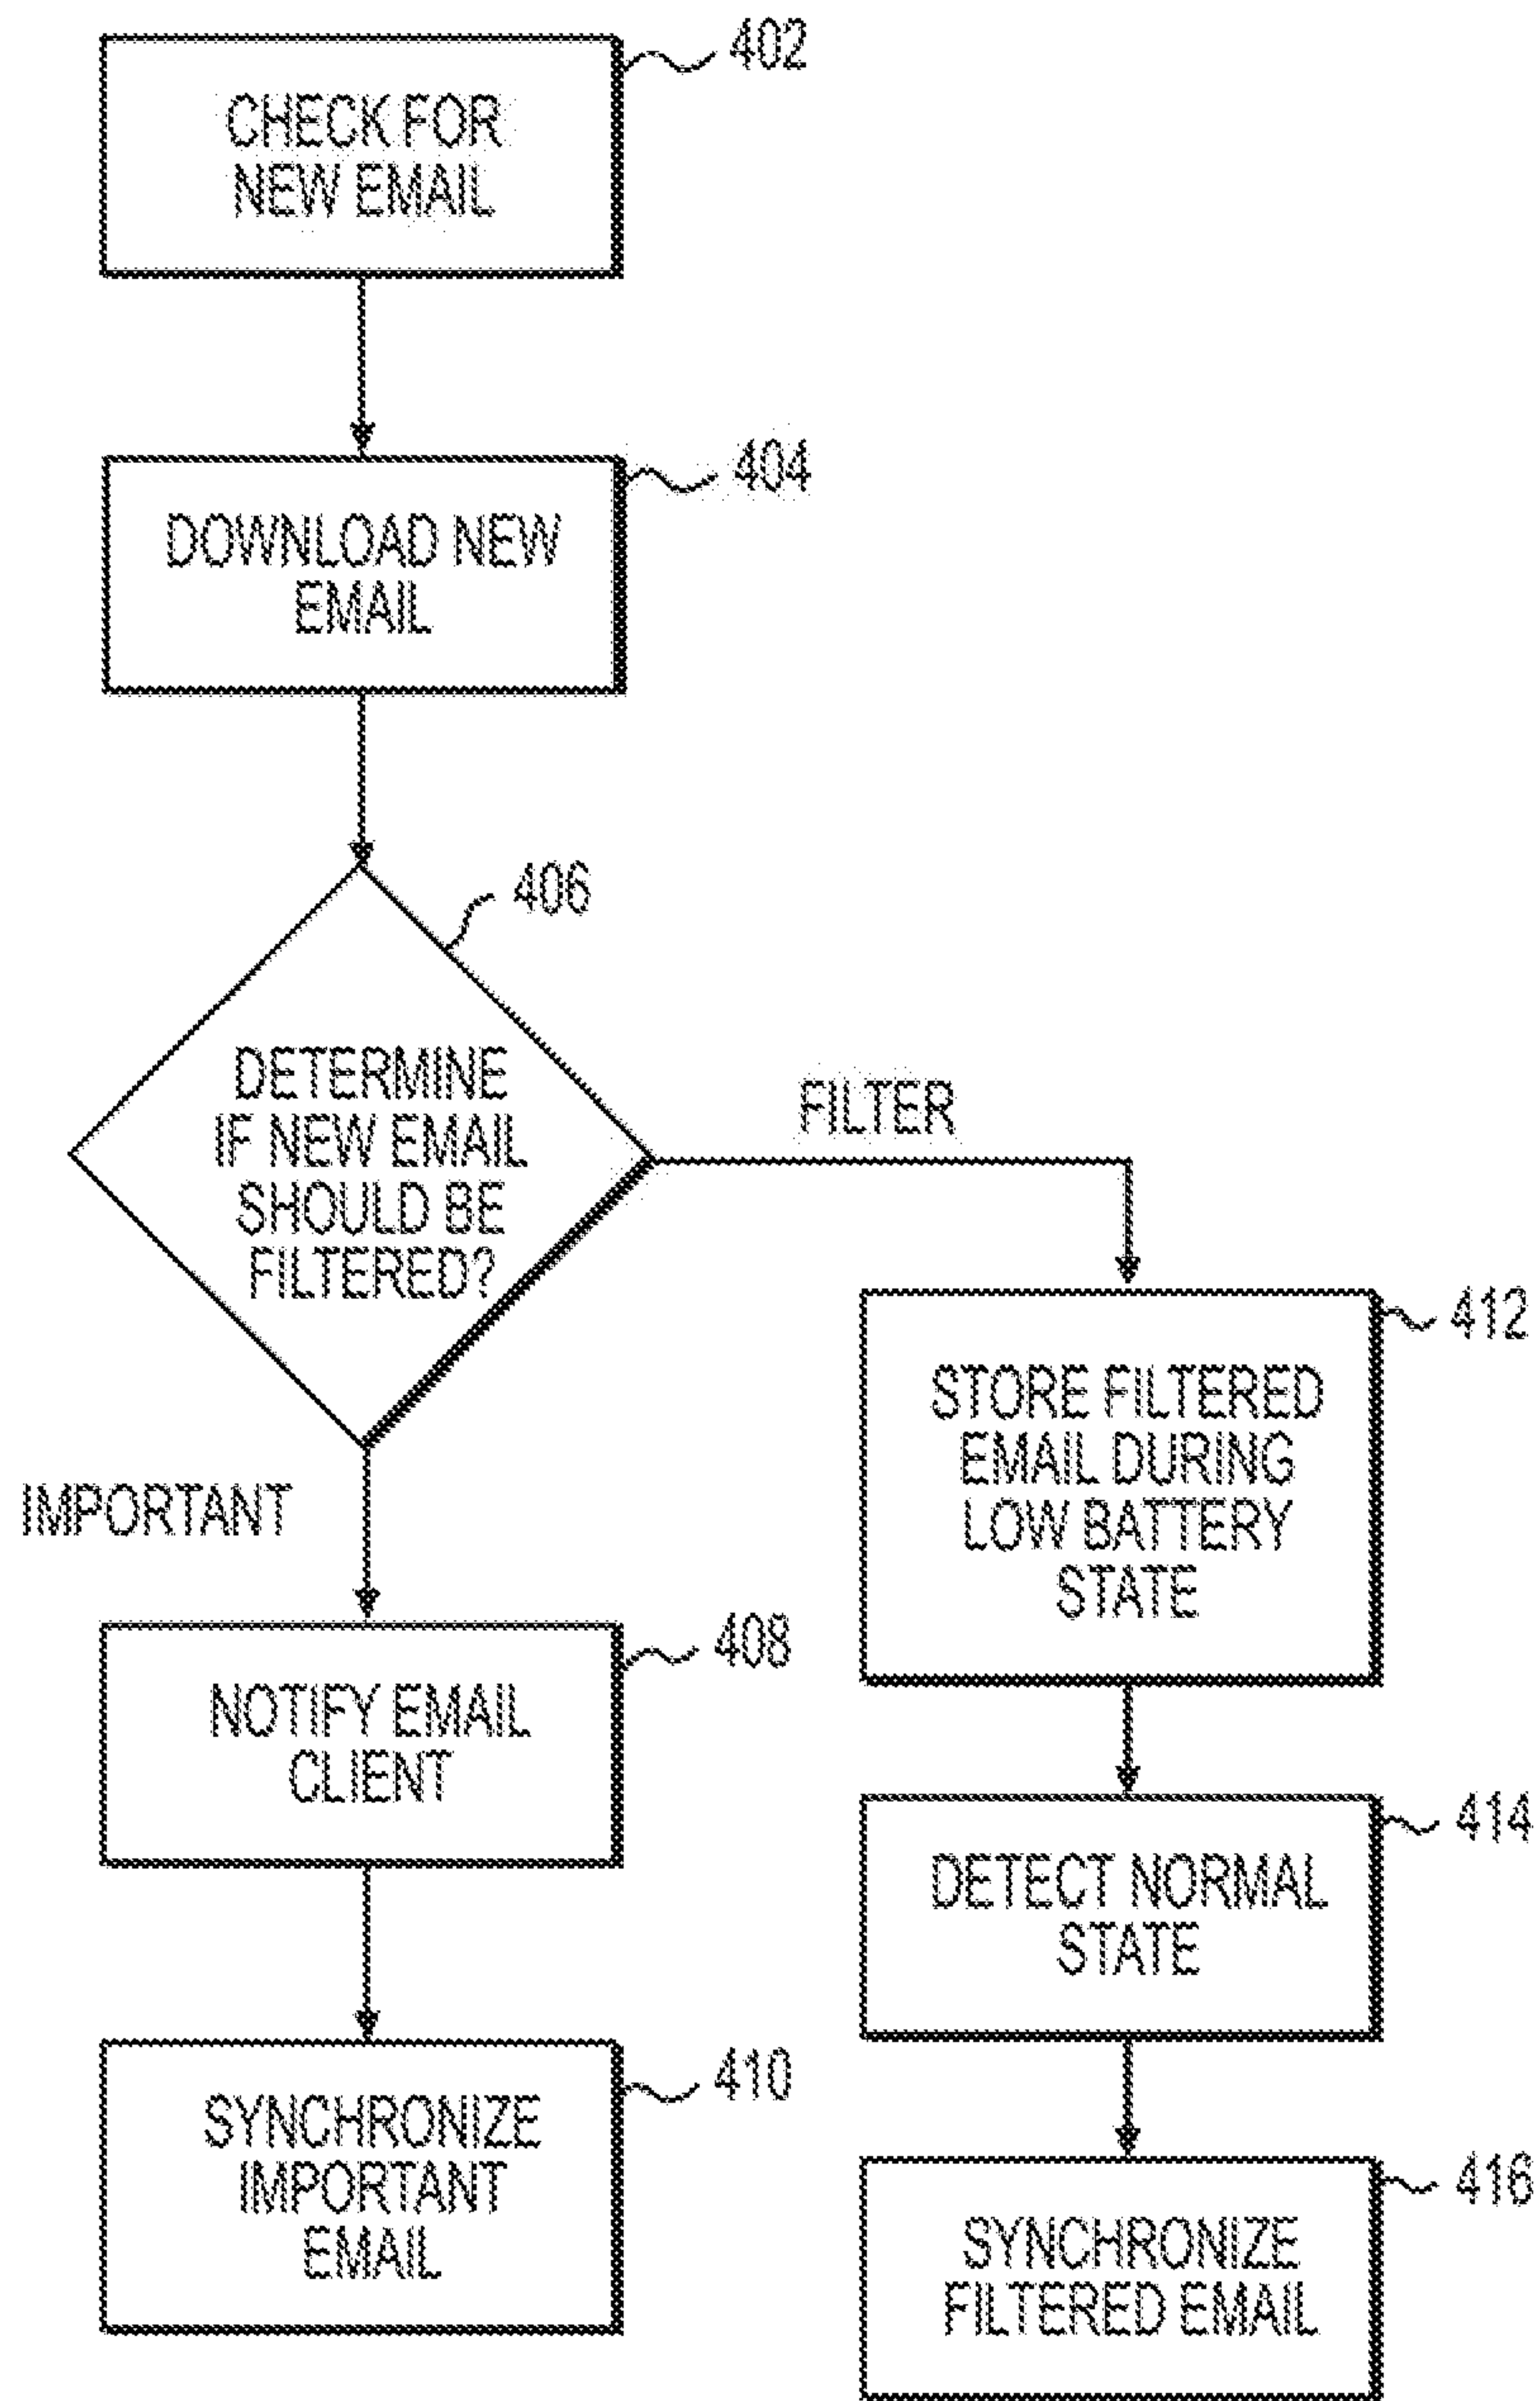 402
CHECK FOR
NEW EMAIL
404
DOWNLOAD NEW
EMAIL
406
DETERMINE
IF NEW EMAIL
SHOULD BE
FILTERED?
FILTER
IMPORTANT
408
NOTIFY EMAIL
CLIENT
410
SYNCHRONIZE
IMPORTANT
EMAIL
412
STORE FILTERED
EMAIL DURING
LOW BATTERY
STATE
414
DETECT NORMAL
STATE
416
SYNCHRONIZE
FILTERED EMAIL